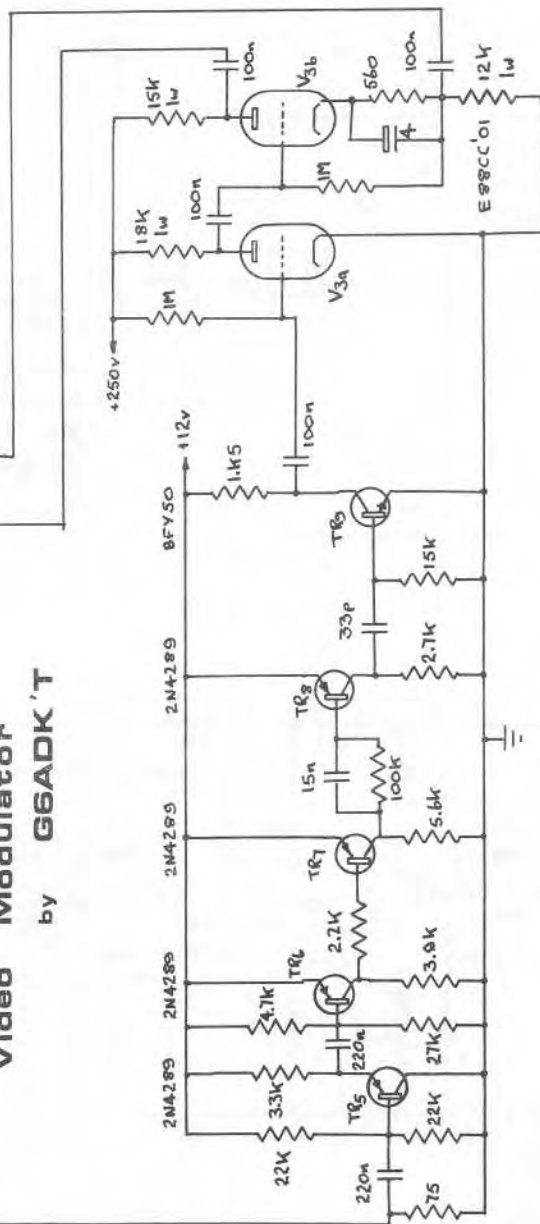 Video Modulator
by G6ADK'T
100n
15k
1w
V3b
560
100n
12k
1w
4
1M
E88CC'01
100n
18k
1w
V3a
1M
+250v
+12v
1.k5
100n
BFY50
TR9
15k
33p
2N4289
TR8
2.7k
15n
100k
2N4289
TR7
5.6k
2.2k
2N4289
TR6
4.7k
3.9k
220n
27k
2N4289
3.3k
TR5
22k
22k
220n
75